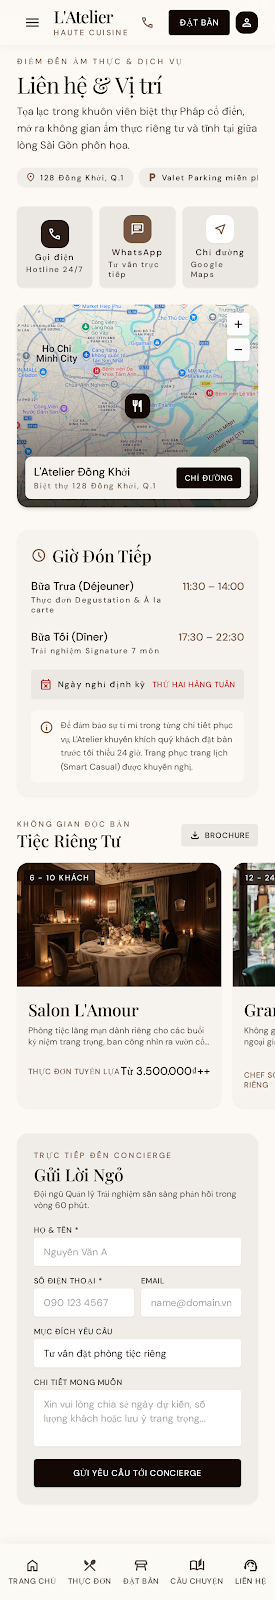 L'Atelier
HAUTE CUISINE
ĐẶT BÀN
ĐIỂM ĐẾN ẨM THỰC & DỊCH VỤ
Liên hệ & Vị trí
Tọa lạc trong khuôn viên biệt thự Pháp cổ điển,
mở ra không gian ẩm thực riêng tư và tĩnh tại giữa
lòng Sài Gòn phồn hoa.
128 Đồng Khởi, Q.1
Valet Parking miễn
Gọi điện
Hotline 24/7
WhatsApp
Tư vấn trực
tiếp
Chỉ đường
Google
Maps
Ho Chi
Minh City
L'Atelier Đồng Khởi
Biệt thự 128 Đồng Khởi, Q.1
CHỈ ĐƯỜNG
Giờ Đón Tiếp
Bữa Trưa (Déjeuner)
11:30 – 14:00
Thực đơn Degustation & À la
carte
Bữa Tối (Dîner)
17:30 – 22:30
Trải nghiệm Signature 7 món
Ngày nghỉ định kỳ
THỨ HAI HÀNG TUẦN
Để đảm bảo sự tỉ mỉ trong từng chi tiết phục
vụ, L'Atelier khuyến khích quý khách đặt bàn
trước tối thiểu 24 giờ. Trang phục trang lịch
(Smart Casual) được khuyến nghị.
KHÔNG GIAN ĐỘC BẢN
Tiệc Riêng Tư
BROCHURE
6 – 10 KHÁCH
Salon L'Amour
Phòng tiệc lãng mạn dành riêng cho các buổi
kỷ niệm trang trọng, ban công nhìn ra vườn cổ…
THỰC ĐƠN TUYỂN LỰA
Từ 3.500.000₫++
12 – 24
Không g
ngoại gi
CHEF
RIÊNG
TRỰC TIẾP ĐẾN CONCIERGE
Gửi Lời Ngỏ
Đội ngũ Quản lý Trải nghiệm sẵn sàng phản hồi trong
vòng 60 phút.
HỌ & TÊN *
Nguyễn Văn A
SỐ ĐIỆN THOẠI *
EMAIL
090 123 4567
name@domain.vn
MỤC ĐÍCH YÊU CẦU
Tư vấn đặt phòng tiệc riêng
CHI TIẾT MONG MUỐN
Xin vui lòng chia sẻ ngày dự kiến, số
lượng khách hoặc lưu ý trang trọng...
GỬI YÊU CẦU TỚI CONCIERGE
TRANG CHỦ
THỰC ĐƠN
ĐẶT BÀN
CÂU CHUYỆN
LIÊN HỆ